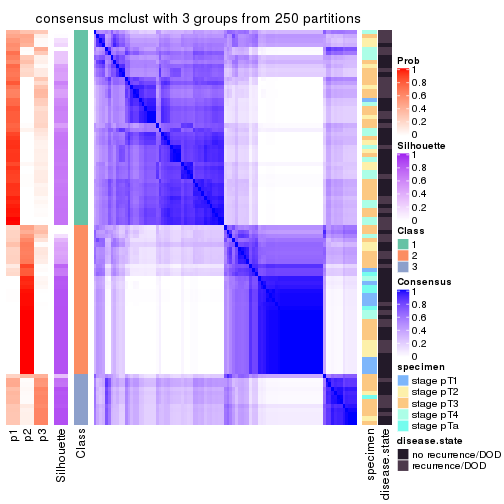 consensus mclust with 3 groups from 250 partitions
Prob
1
0.8
0.6
0.4
0.2
0
Silhouette
1
0.8
0.6
0.4
0.2
0
Class
1
2
3
Consensus
1
0.8
0.6
0.4
0.2
0
specimen
stage pT1
stage pT2
stage pT3
stage pT4
stage pTa
disease.state
no recurrence/DOD
recurrence/DOD
p1
p2
p3
Silhouette
Class
specimen
disease.state